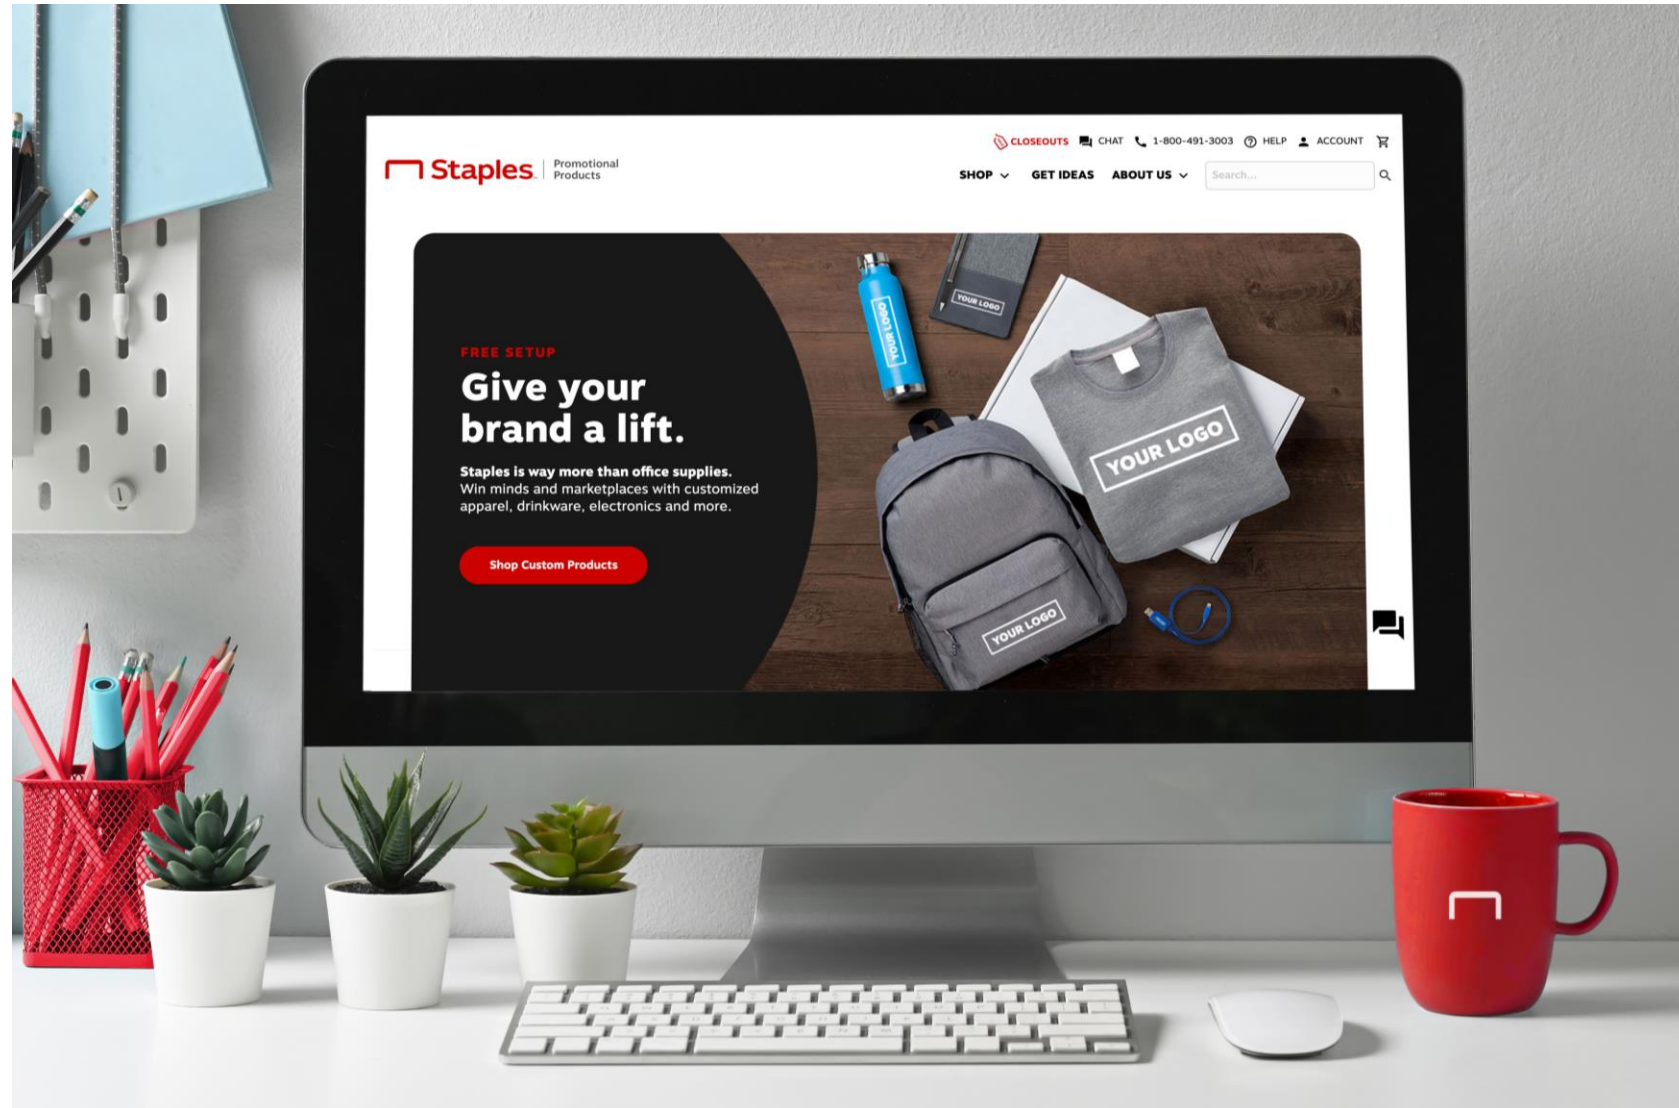 CLOSEOUTS CHAT 1-800-491-3003 HELP ACCOUNT
Staples Promotional
Products
SHOP GET IDEAS ABOUT US Search...
FREE SETUP
Give your
brand a lift.
Staples is way more than office supplies.
Win minds and marketplaces with customized
apparel, drinkware, electronics and more.
Shop Custom Products
YOUR LOGO
YOUR LOGO
YOUR LOGO
YOUR LOGO